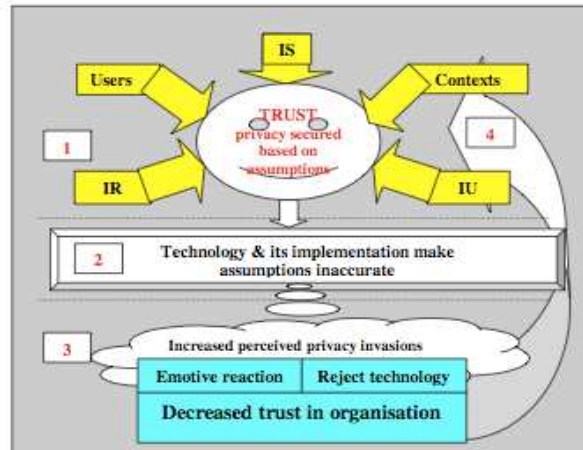 IS
Users
Contexts
TRUST
privacy secured
based on
assumptions
1
4
IR
IU
2
Technology & its implementation make
assumptions inaccurate
3
Increased perceived privacy invasions
Emotive reaction
Reject technology
Decreased trust in organisation